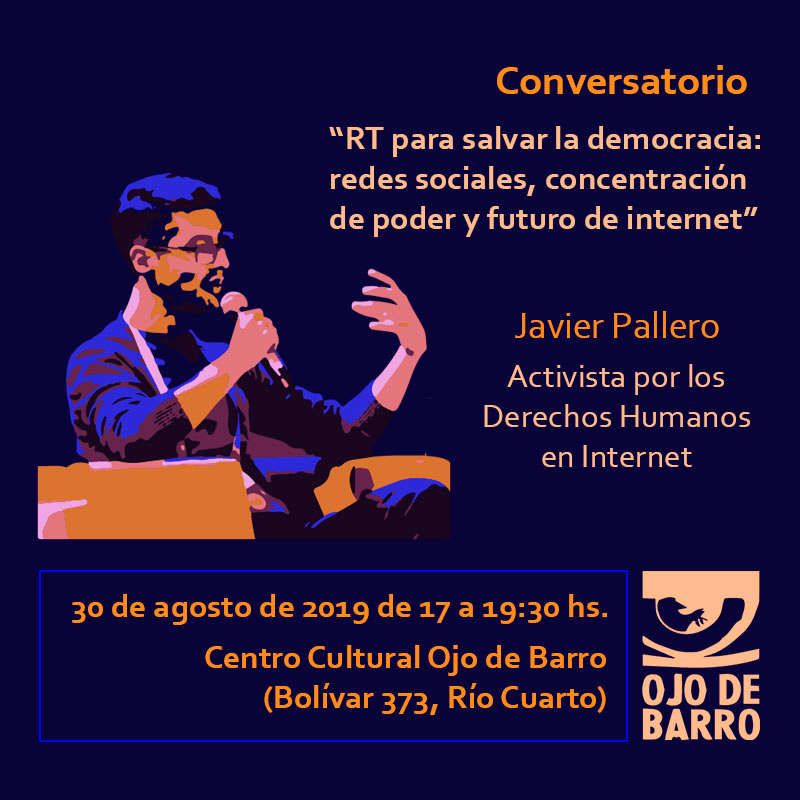 Conversatorio
“RT para salvar la democracia:
redes sociales, concentración
de poder y futuro de internet”
Javier Pallero
Activista por los
Derechos Humanos
en Internet
30 de agosto de 2019 de 17 a 19:30 hs.
Centro Cultural Ojo de Barro
(Bolívar 373, Río Cuarto)
OJO DE
BARRO